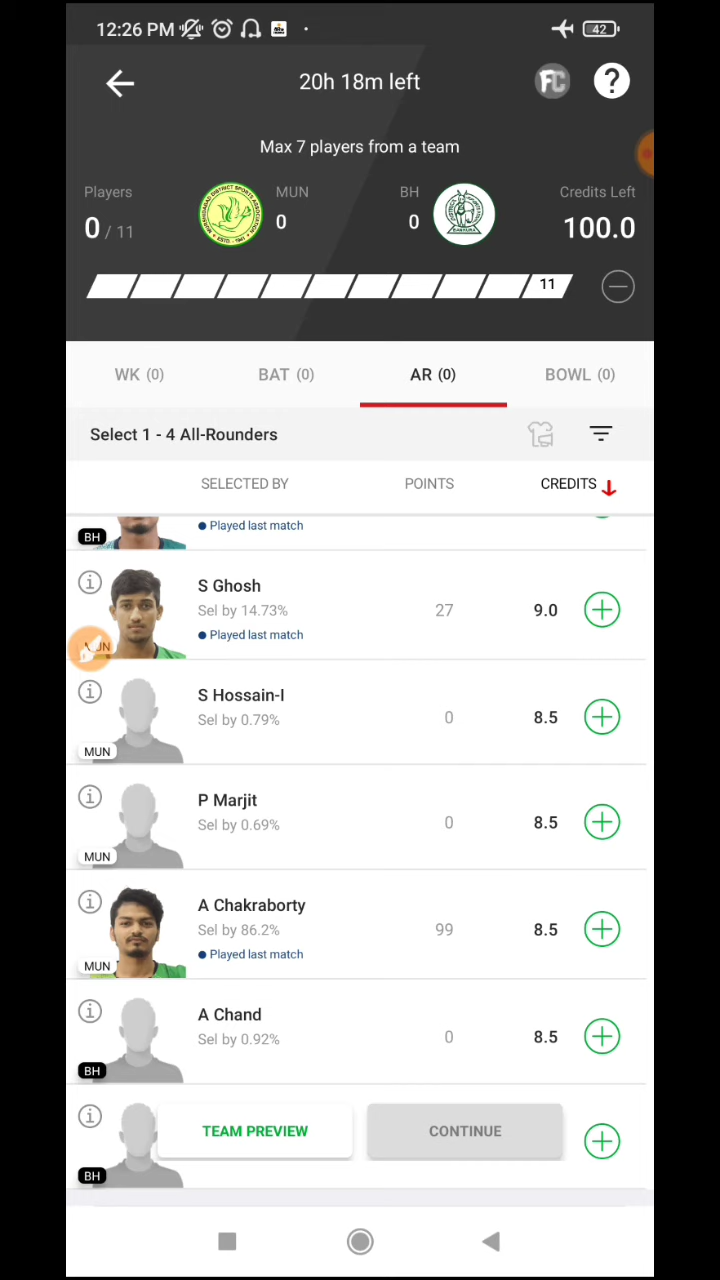 12:26 PM
42
20h 18m left
FC
?
Max 7 players from a team
Players
MUN
BH
Credits Left
0 / 11
0
0
100.0
11
WK (0)
BAT (0)
AR (0)
BOWL (0)
Select 1 - 4 All-Rounders
SELECTED BY
POINTS
CREDITS
BH
Played last match
S Ghosh
Sel by 14.73%
27
9.0
Played last match
S Hossain-I
Sel by 0.79%
0
8.5
MUN
P Marjit
Sel by 0.69%
0
8.5
MUN
A Chakraborty
Sel by 86.2%
99
8.5
Played last match
MUN
A Chand
Sel by 0.92%
0
8.5
BH
TEAM PREVIEW
CONTINUE
BH